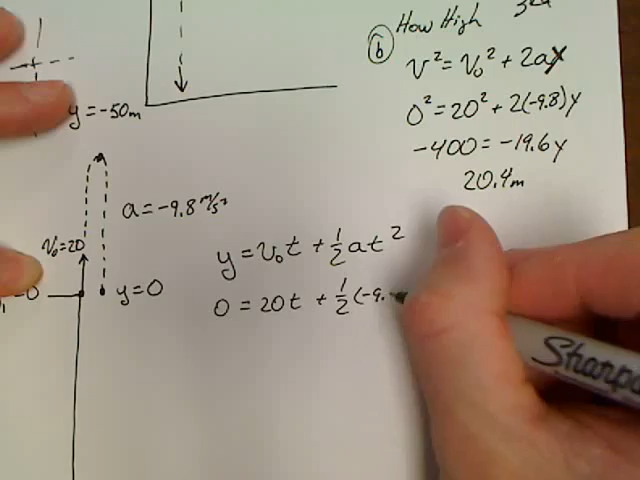 How High
b
v² = v₀² + 2ay
0² = 20² + 2(-9.8)y
-400 = -19.6y
20.4m
y = -50m
a = -9.8 m/s²
v₀=20
y=0
y = v₀t + ½at²
0 = 20t + ½(-9.
Sharpie